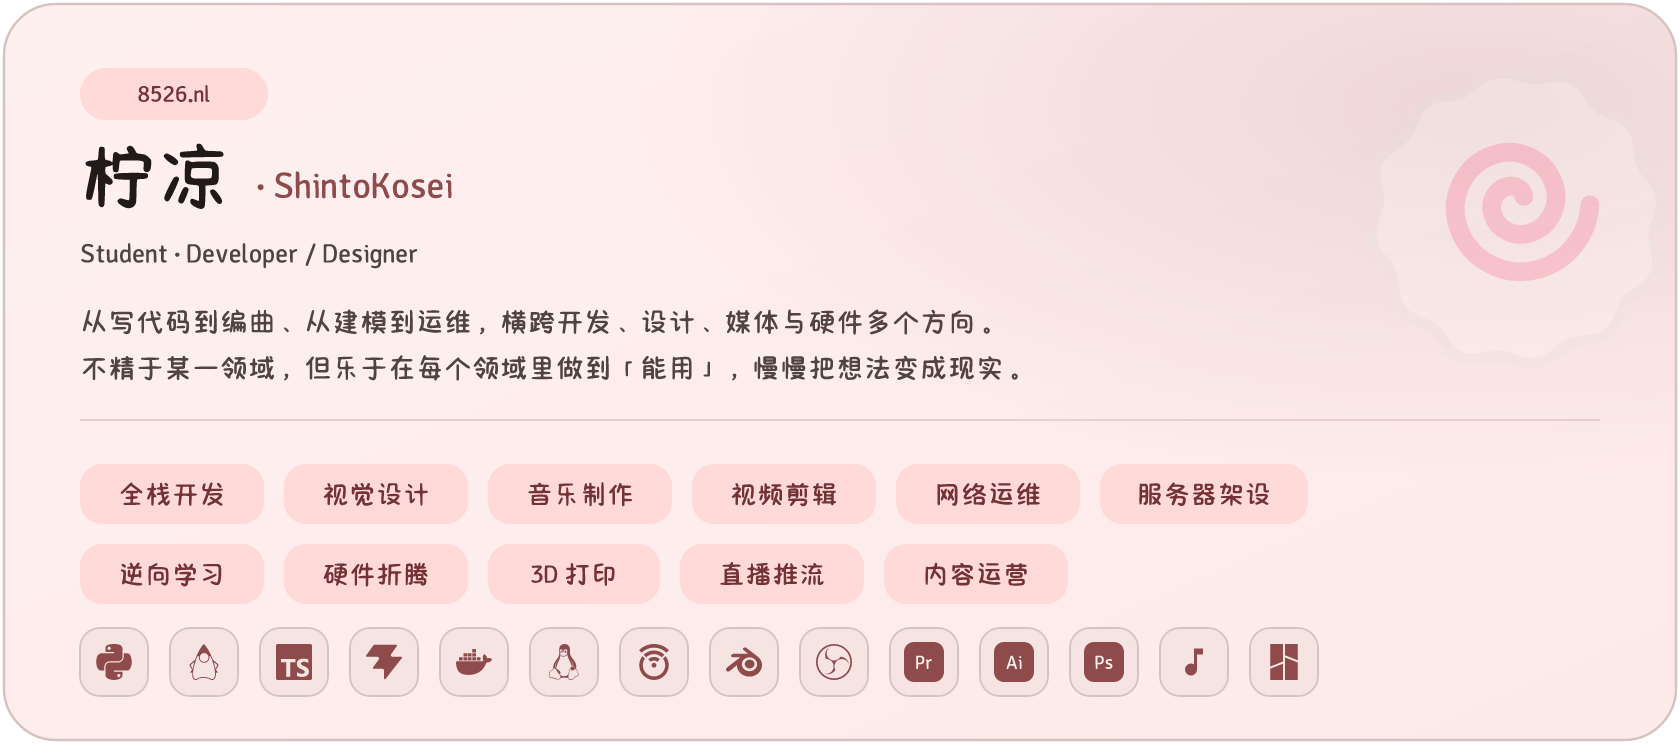 8526.nl
柠凉 · ShintoKosei
Student · Developer / Designer
从写代码到编曲、从建模到运维，横跨开发、设计、媒体与硬件多个方向。
不精于某一领域，但乐于在每个领域里做到「能用」，慢慢把想法变成现实。
全栈开发 视觉设计 音乐制作 视频剪辑 网络运维 服务器架设
逆向学习 硬件折腾 3D 打印 直播推流 内容运营
TS Pr Ai Ps